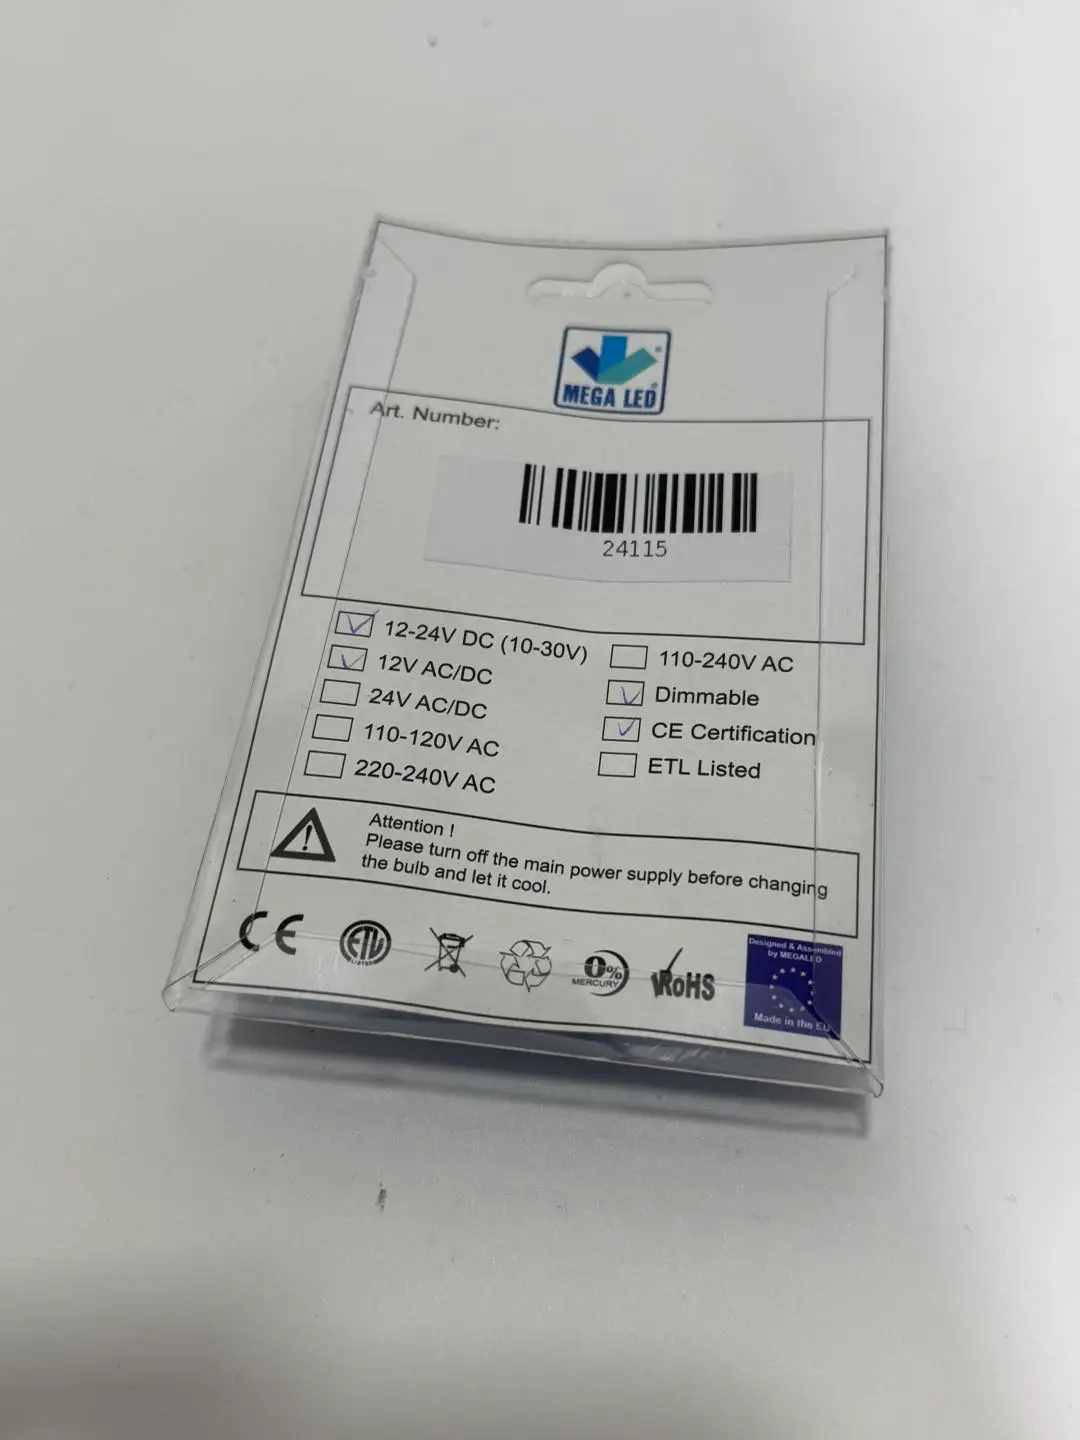 MEGA LED®
Art. Number:
24115
12-24V DC (10-30V)
12V AC/DC
24V AC/DC
110-120V AC
220-240V AC
110-240V AC
Dimmable
CE Certification
ETL Listed
Attention !
Please turn off the main power supply before changing
the bulb and let it cool.
CE
ETL
LISTED
0%
MERCURY
RoHS
Designed & Assembled
by MEGALED
Made in the EU